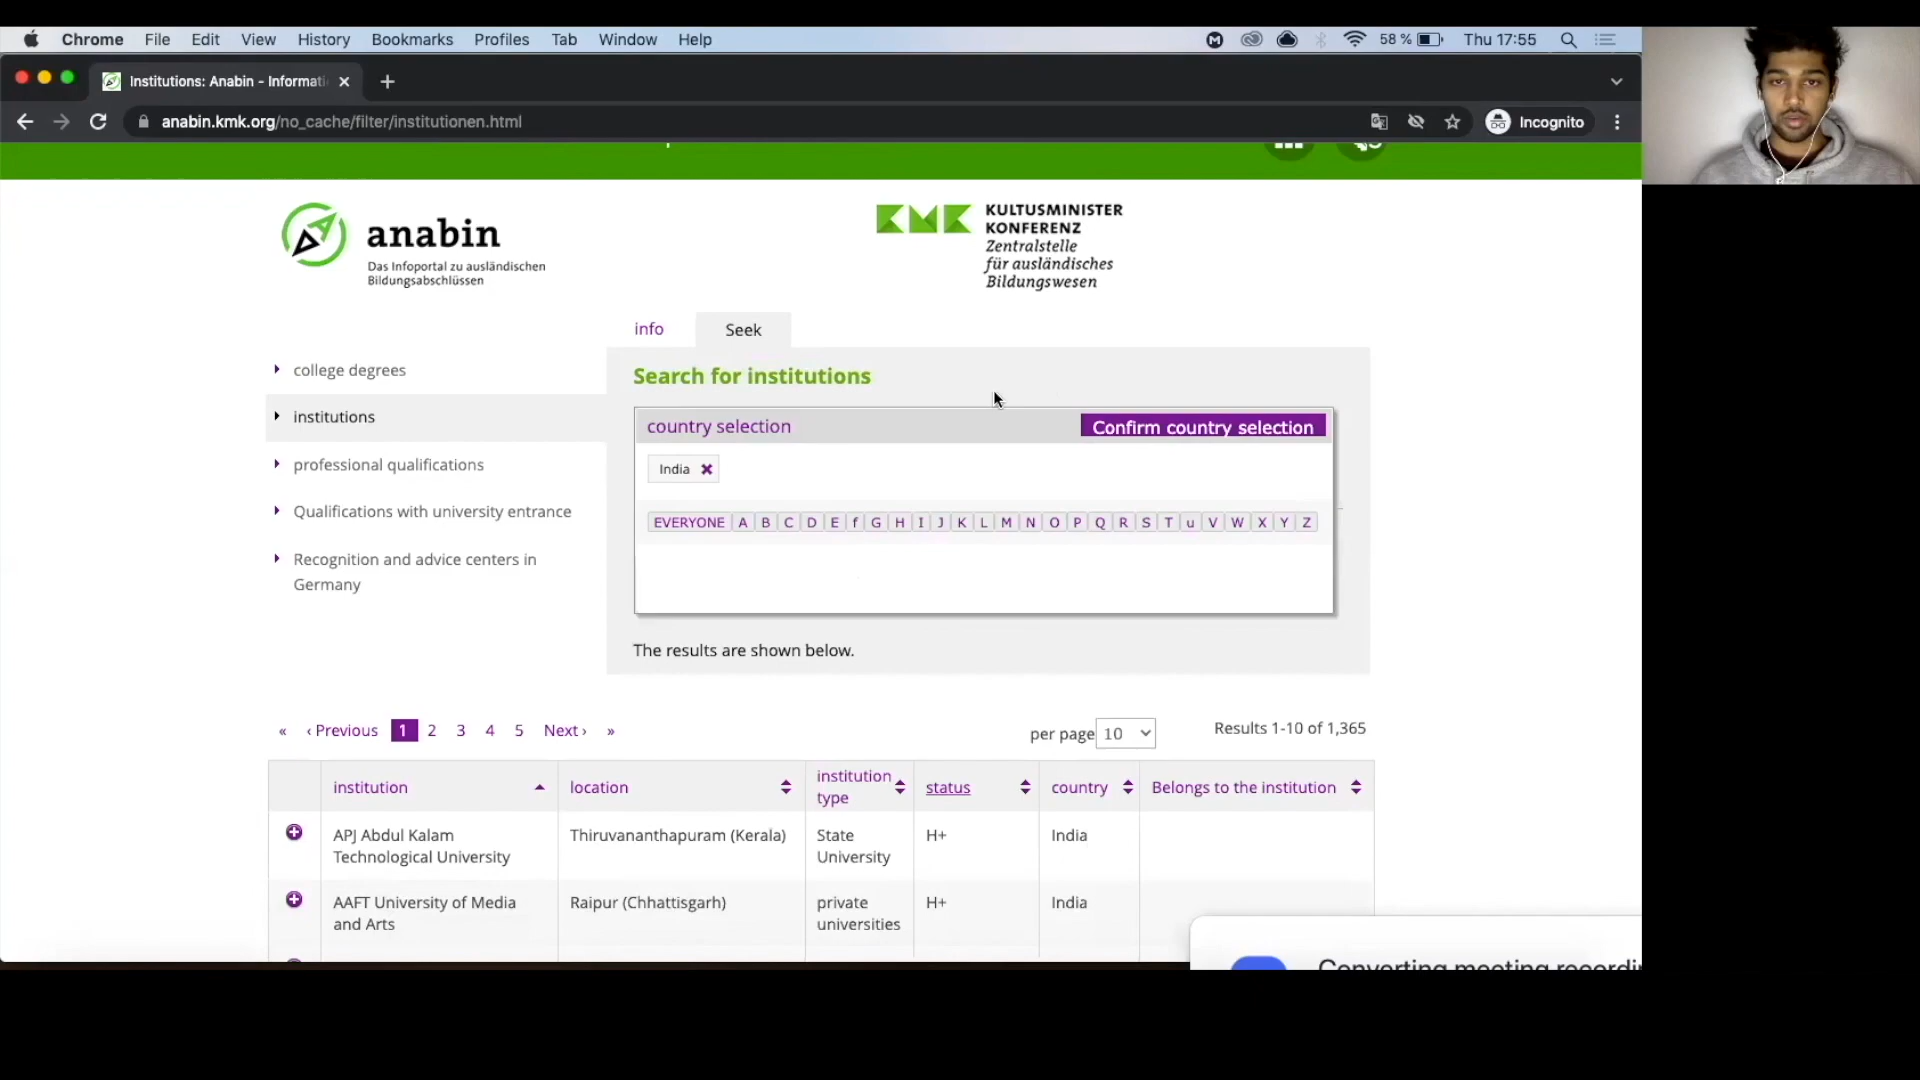 Chrome File Edit View History Bookmarks Profiles Tab Window Help 58 % Thu 17:55
Institutions: Anabin - Informati
anabin.kmk.org/no_cache/filter/institutionen.html Incognito
anabin
Das Infoportal zu ausländischen
Bildungsabschlüssen
KMK
KULTUSMINISTER
KONFERENZ
Zentralstelle
für ausländisches
Bildungswesen
info Seek
college degrees
institutions
professional qualifications
Qualifications with university entrance
Recognition and advice centers in
Germany
Search for institutions
country selection Confirm country selection
India
EVERYONE A B C D E f G H I J K L M N O P Q R S T u V W X Y Z
The results are shown below.
« ‹ Previous 1 2 3 4 5 Next › » per page 10 Results 1-10 of 1,365
institution location institution type status country Belongs to the institution
APJ Abdul Kalam Thiruvananthapuram (Kerala) State H+ India
Technological University University
AAFT University of Media Raipur (Chhattisgarh) private H+ India
and Arts universities
Converting meeting